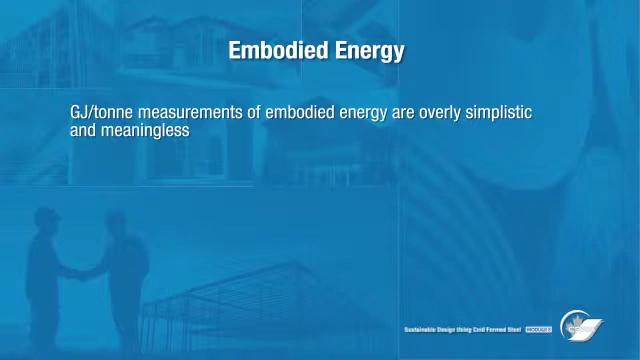 Embodied Energy
GJ/tonne measurements of embodied energy are overly simplistic
and meaningless
Sustainable Design Using Cold Formed Steel